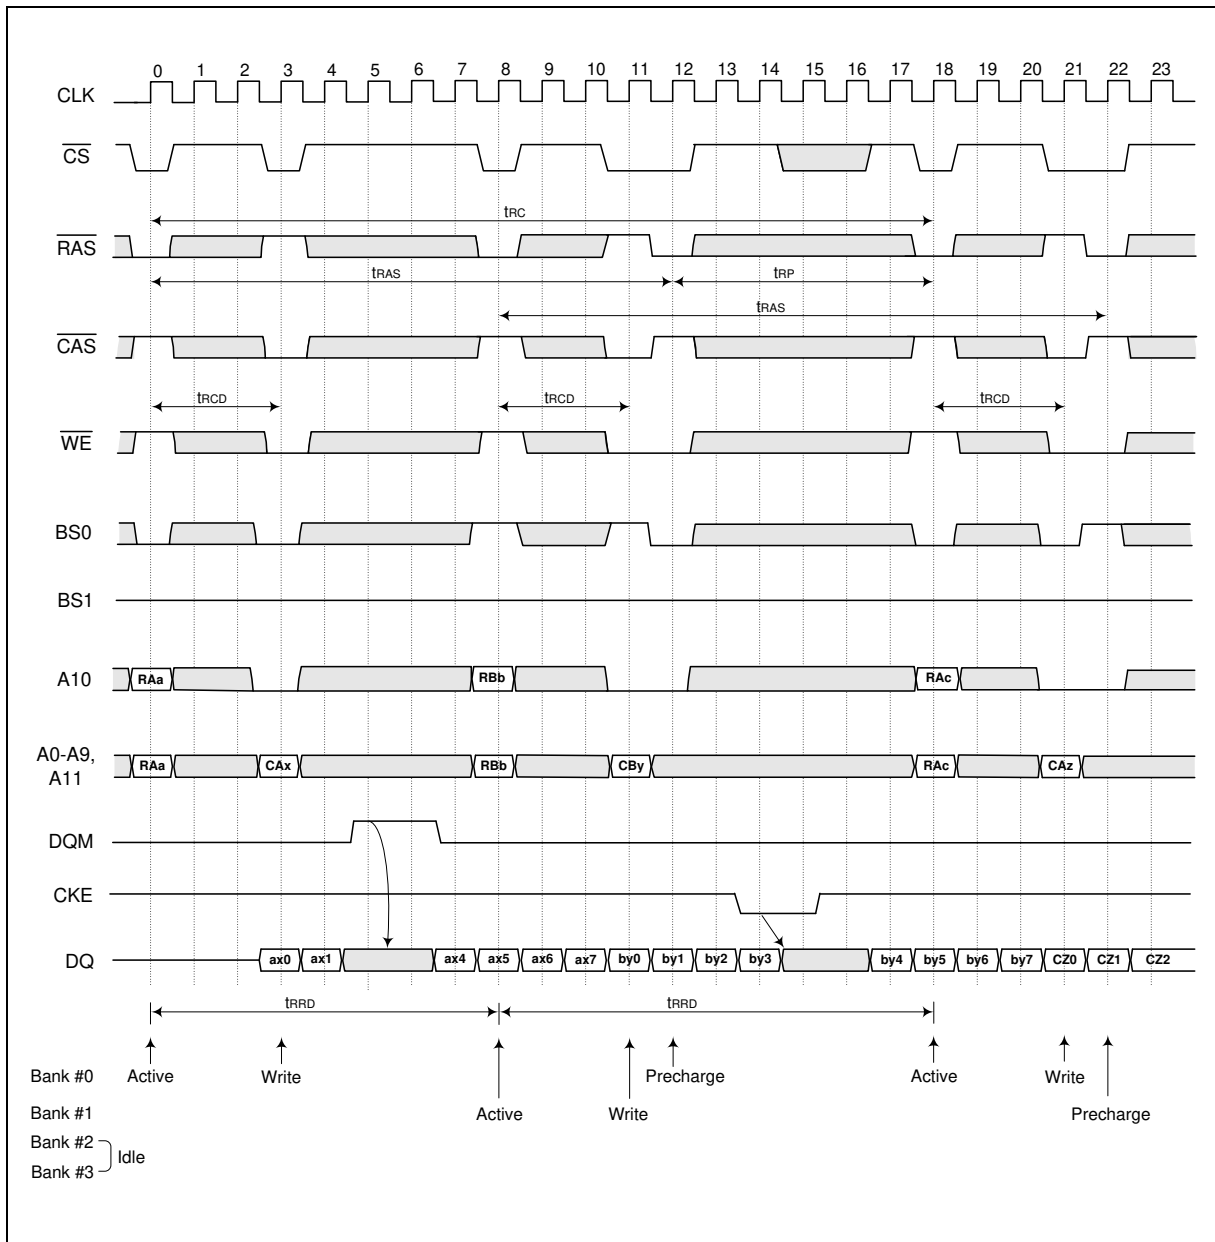 0 1 2 3 4 5 6 7 8 9 10 11 12 13 14 15 16 17 18 19 20 21 22 23
CLK
CS
tRC
RAS
tRAS tRP
tRAS
CAS
tRCD tRCD tRCD
WE
BS0
BS1
A10 RAa RBb RAc
A0-A9,
A11
RAa CAx RBb CBy RAc CAz
DQM
CKE
DQ ax0 ax1 ax4 ax5 ax6 ax7 by0 by1 by2 by3 by4 by5 by6 by7 CZ0 CZ1 CZ2
tRRD tRRD
Bank #0 Active Write Precharge Active Write
Bank #1 Active Write Precharge
Bank #2
Idle
Bank #3